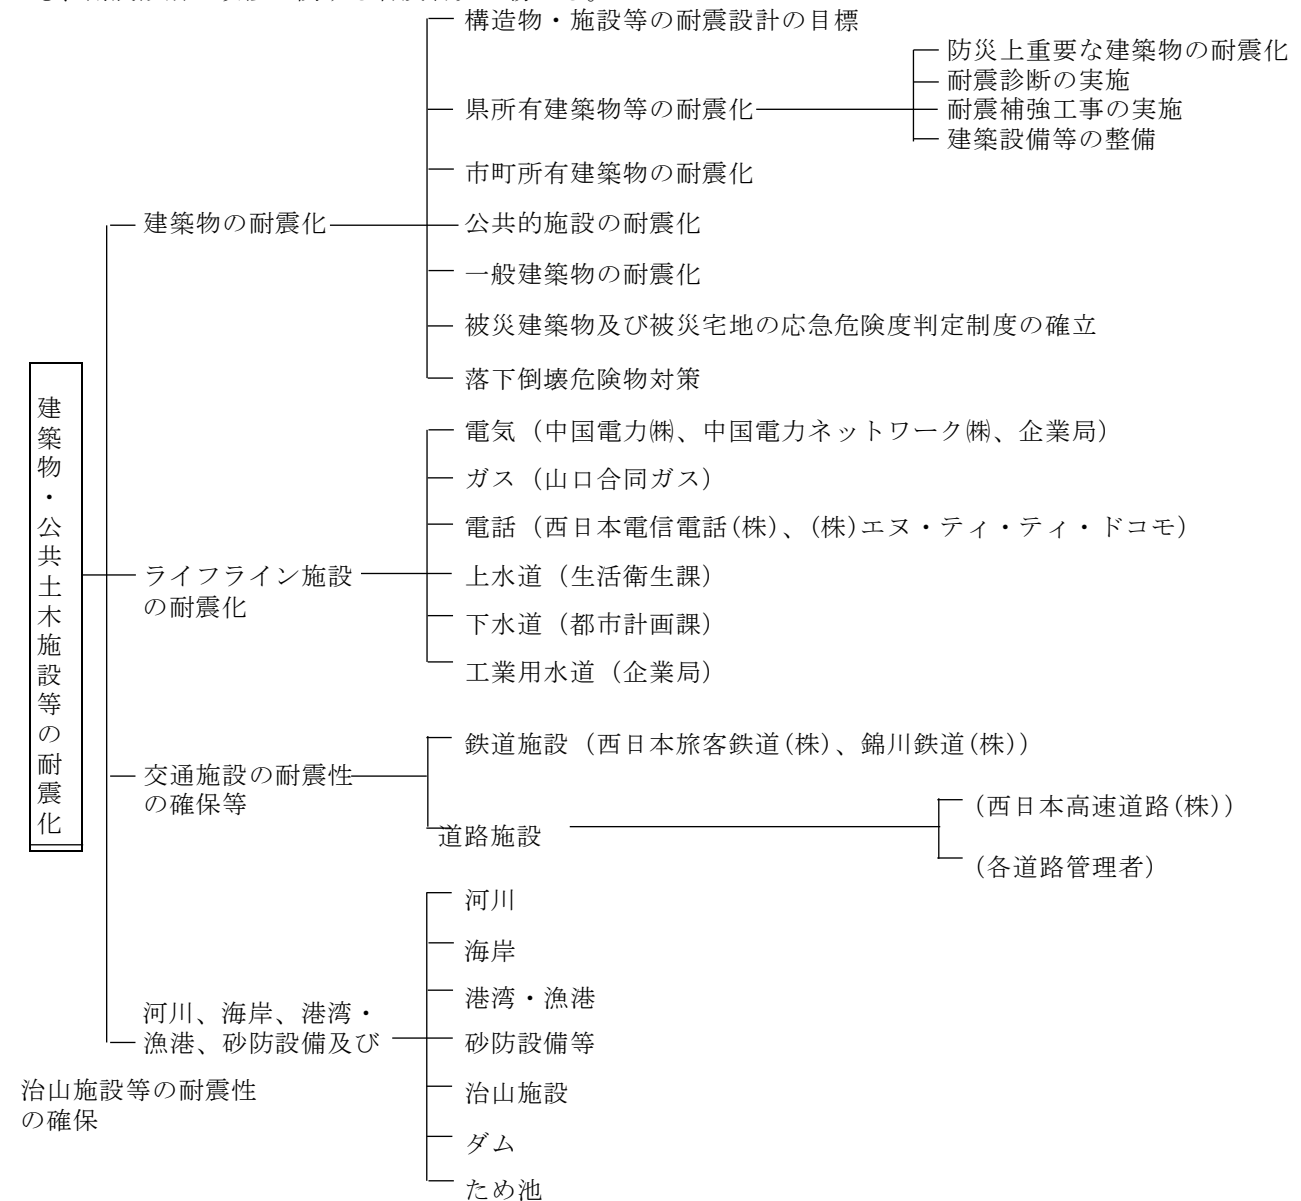 構造物・施設等の耐震設計の目標
防災上重要な建築物の耐震化
耐震診断の実施
県所有建築物等の耐震化
耐震補強工事の実施
建築設備等の整備
市町所有建築物の耐震化
建築物の耐震化
公共的施設の耐震化
一般建築物の耐震化
被災建築物及び被災宅地の応急危険度判定制度の確立
落下倒壊危険物対策
建築物・公共土木施設等の耐震化
電気（中国電力㈱、中国電力ネットワーク㈱、企業局）
ガス（山口合同ガス）
電話（西日本電信電話(株)、(株)エヌ・ティ・ティ・ドコモ）
ライフライン施設
の耐震化
上水道（生活衛生課）
下水道（都市計画課）
工業用水道（企業局）
鉄道施設（西日本旅客鉄道(株)、錦川鉄道(株)）
交通施設の耐震性
の確保等
道路施設
（西日本高速道路(株)）
（各道路管理者）
河川
海岸
港湾・漁港
河川、海岸、港湾・
漁港、砂防設備及び
治山施設等の耐震性
の確保
砂防設備等
治山施設
ダム
ため池